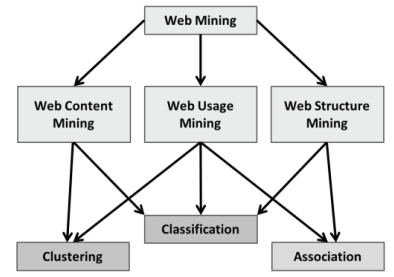 Web Mining
Web Content
Mining
Web Usage
Mining
Web Structure
Mining
Classification
Clustering
Association